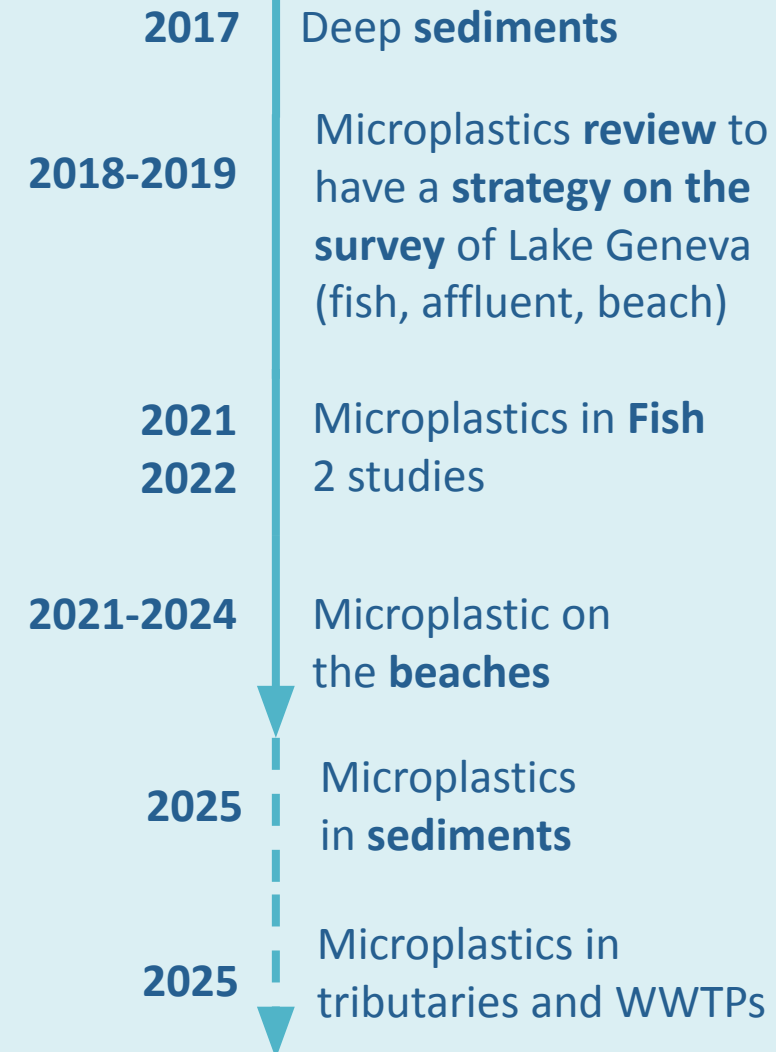 2017 Deep sediments
2018-2019
Microplastics review to
have a strategy on the
survey of Lake Geneva
(fish, affluent, beach)
2021 Microplastics in Fish
2022 2 studies
2021-2024 Microplastic on
the beaches
2025
Microplastics
in sediments
2025
Microplastics in
tributaries and WWTPs